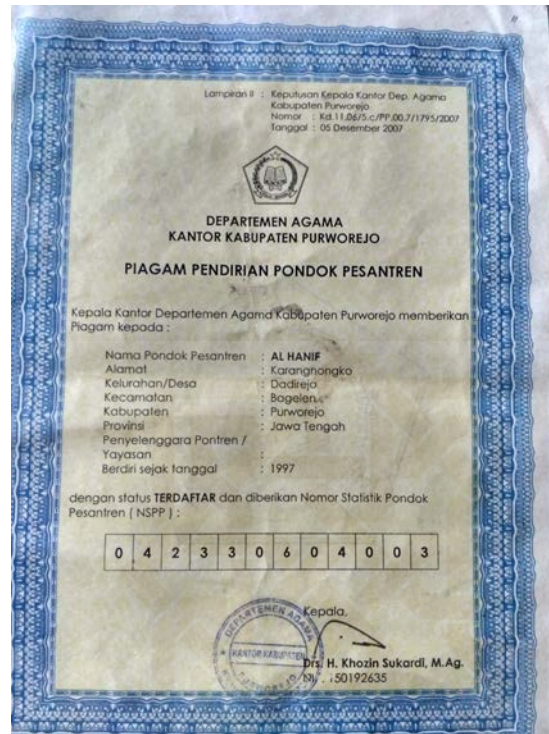 Lampiran II : Keputusan Kepala Kantor Dep. Agama
Kabupaten Purworejo
Nomor : Kd.11.06/5.c/PP.00.7/1795/2007
Tanggal : 05 Desember 2007
DEPARTEMEN AGAMA
KANTOR KABUPATEN PURWOREJO
PIAGAM PENDIRIAN PONDOK PESANTREN
Kepala Kantor Departemen Agama Kabupaten Purworejo memberikan
Piagam kepada :
Nama Pondok Pesantren : AL HANIF
Alamat : Karangnongko
Kelurahan/Desa : Dadirejo
Kecamatan : Bagelen
Kabupaten : Purworejo
Provinsi : Jawa Tengah
Penyelenggara Pontren /
Yayasan :
Berdiri sejak tanggal : 1997
dengan status TERDAFTAR dan diberikan Nomor Statistik Pondok
Pesantren ( NSPP ) :
0 4 2 3 3 0 6 0 4 0 0 3
Kepala,
DEPARTEMEN AGAMA
KANTOR KABUPATEN
PURWOREJO
Drs. H. Khozin Sukardi, M.Ag.
150192635